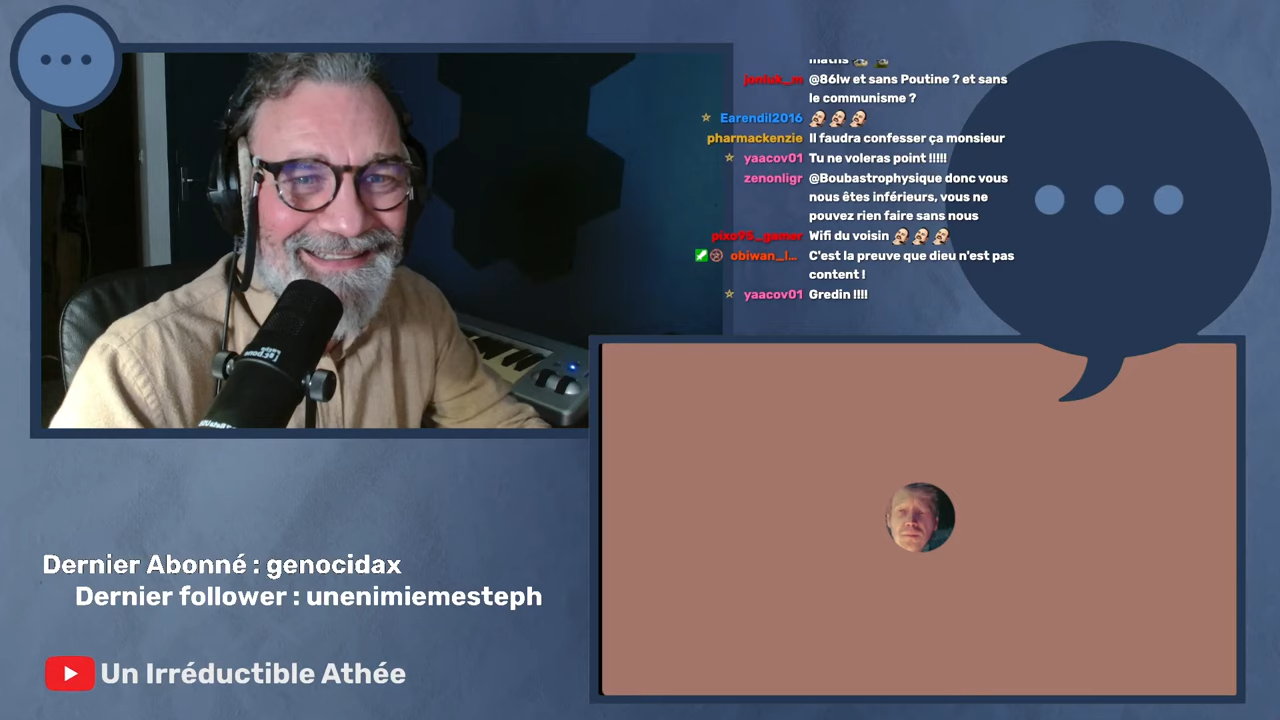 maths
joniak_m @86lw et sans Poutine ? et sans
le communisme ?
Earendil2016
pharmackenzie Il faudra confesser ça monsieur
yaacov01 Tu ne voleras point !!!!!
zenonligr @Boubastrophysique donc vous
nous êtes inférieurs, vous ne
pouvez rien faire sans nous
pixo95_gamer Wifi du voisin
obiwan_l... C'est la preuve que dieu n'est pas
content !
yaacov01 Gredin !!!!
Dernier Abonné : genocidax
Dernier follower : unenimiemesteph
Un Irréductible Athée